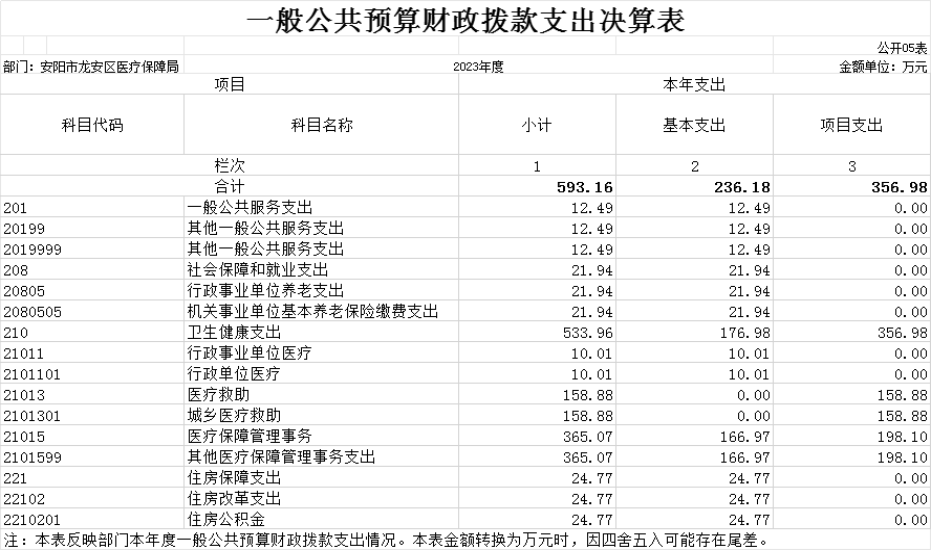 一般公共预算财政拨款支出决算表
公开05表
部门：安阳市龙安区医疗保障局 2023年度 金额单位：万元
项目 本年支出
科目代码 科目名称 小计 基本支出 项目支出
栏次 1 2 3
合计 593.16 236.18 356.98
201 一般公共服务支出 12.49 12.49 0.00
20199 其他一般公共服务支出 12.49 12.49 0.00
2019999 其他一般公共服务支出 12.49 12.49 0.00
208 社会保障和就业支出 21.94 21.94 0.00
20805 行政事业单位养老支出 21.94 21.94 0.00
2080505 机关事业单位基本养老保险缴费支出 21.94 21.94 0.00
210 卫生健康支出 533.96 176.98 356.98
21011 行政事业单位医疗 10.01 10.01 0.00
2101101 行政单位医疗 10.01 10.01 0.00
21013 医疗救助 158.88 0.00 158.88
2101301 城乡医疗救助 158.88 0.00 158.88
21015 医疗保障管理事务 365.07 166.97 198.10
2101599 其他医疗保障管理事务支出 365.07 166.97 198.10
221 住房保障支出 24.77 24.77 0.00
22102 住房改革支出 24.77 24.77 0.00
2210201 住房公积金 24.77 24.77 0.00
注：本表反映部门本年度一般公共预算财政拨款支出情况。本表金额转换为万元时，因四舍五入可能存在尾差。